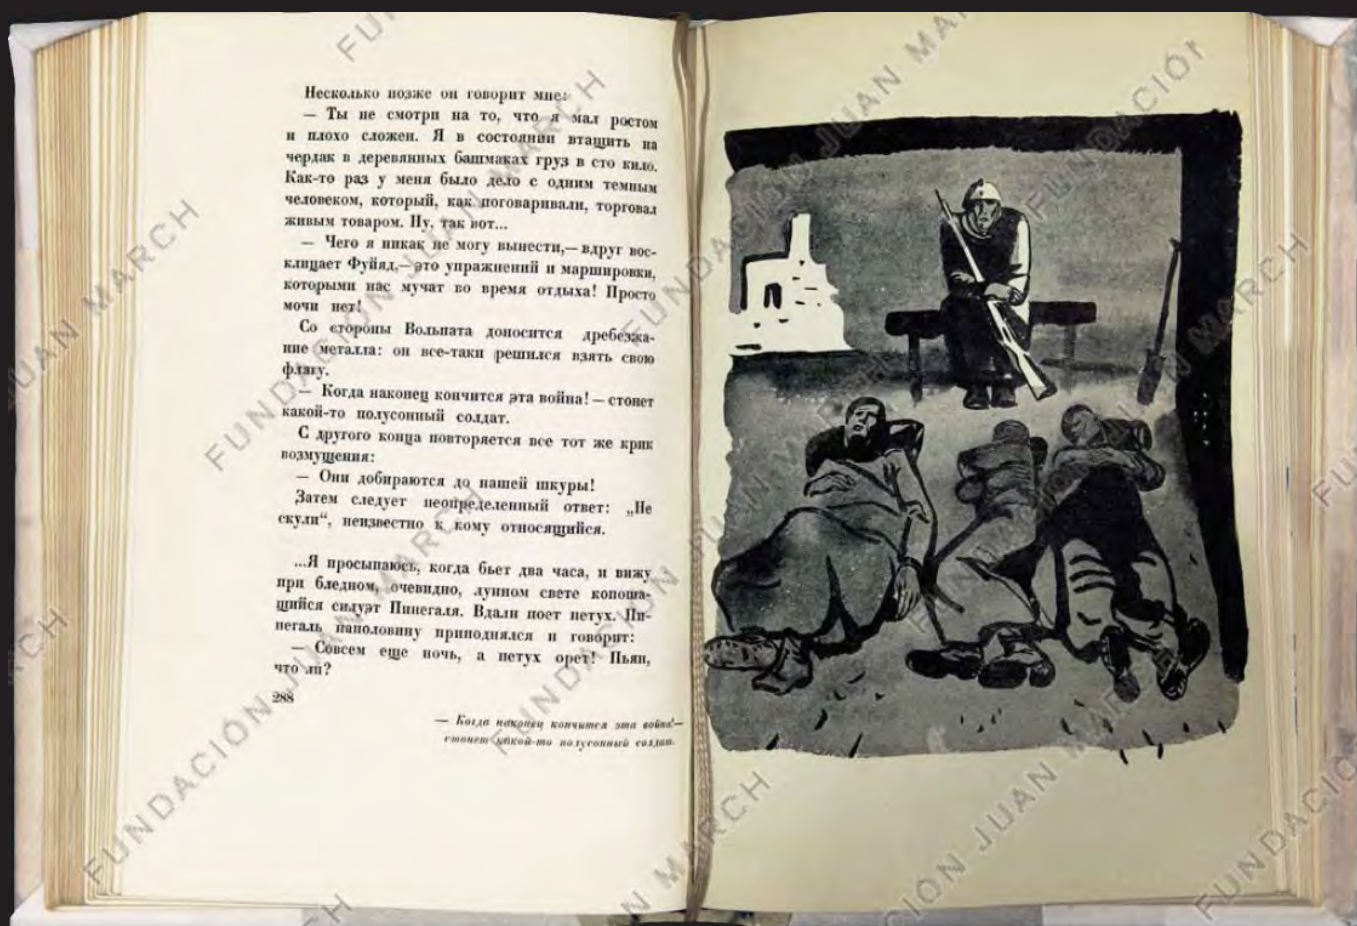 Несколько позже он говорит мне:
— Ты не смотри на то, что я мал ростом
и плохо сложен. Я в состоянии втащить на
чердак в деревянных башмаках груз в сто кило.
Как-то раз у меня было дело с одним темным
человеком, который, как поговаривали, торговал
живым товаром. Ну, так вот...
— Чего я никак не могу вынести,— вдруг вос-
клицает Фуйяд,— это упражнений и маршировки,
которыми нас мучат во время отдыха! Просто
мочи нет!
Со стороны Вольпата доносится дребезжа-
ние металла: он все-таки решился взять свою
флягу.
— Когда наконец кончится эта война! — стонет
какой-то полусонный солдат.
С другого конца повторяется все тот же крик
возмущения:
— Они добираются до нашей шкуры!
Затем следует неопределенный ответ: „Не
скули“, неизвестно к кому относящийся.
...Я просыпаюсь, когда бьет два часа, и вижу
при бледном, очевидно, лунном свете копоша-
щийся силуэт Пинегаля. Вдали поет петух. Пи-
негаль наполовину приподнялся и говорит:
— Совсем еще ночь, а петух орет! Пьян,
что ли?
288
— Когда наконец кончится эта война!—
стонет какой-то полусонный солдат.
FUNDACIÓN JUAN MARCH